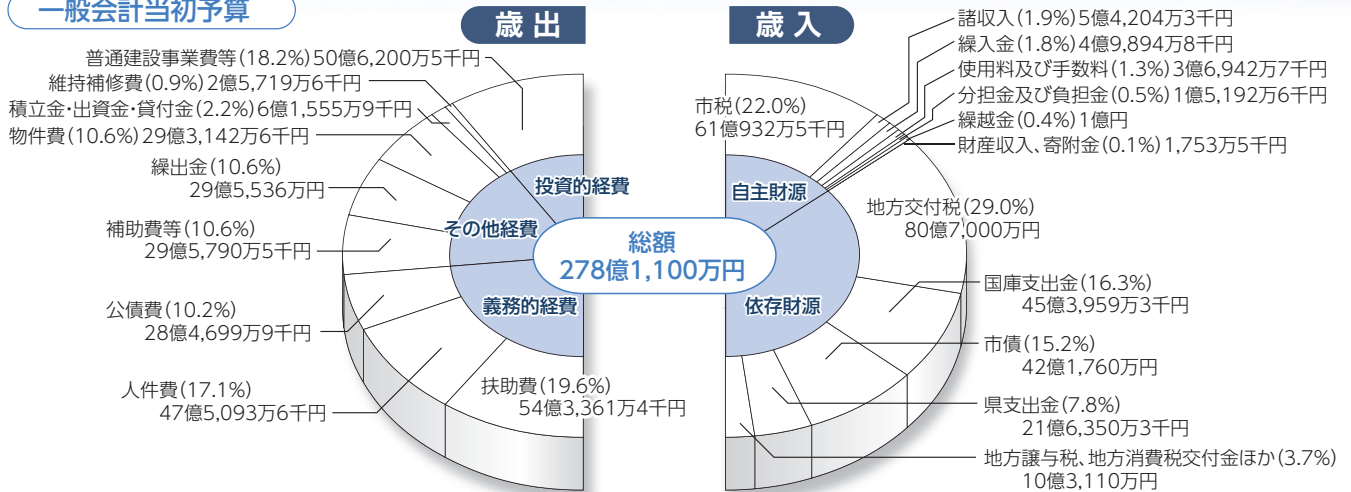 一般会計当初予算
歳出
普通建設事業費等(18.2%)50億6,200万5千円
維持補修費(0.9%)2億5,719万6千円
積立金・出資金・貸付金(2.2%)6億1,555万9千円
物件費(10.6%)29億3,142万6千円
繰出金(10.6%)
29億5,536万円
補助費等(10.6%)
29億5,790万5千円
公債費(10.2%)
28億4,699万9千円
人件費(17.1%)
47億5,093万6千円
扶助費(19.6%)
54億3,361万4千円
投資的経費
その他経費
義務的経費
総額
278億1,100万円
歳入
諸収入(1.9%)5億4,204万3千円
繰入金(1.8%)4億9,894万8千円
使用料及び手数料(1.3%)3億6,942万7千円
分担金及び負担金(0.5%)1億5,192万6千円
繰越金(0.4%)1億円
財産収入、寄附金(0.1%)1,753万5千円
市税(22.0%)
61億932万5千円
自主財源
依存財源
地方交付税(29.0%)
80億7,000万円
国庫支出金(16.3%)
45億3,959万3千円
市債(15.2%)
42億1,760万円
県支出金(7.8%)
21億6,350万3千円
地方譲与税、地方消費税交付金ほか(3.7%)
10億3,110万円